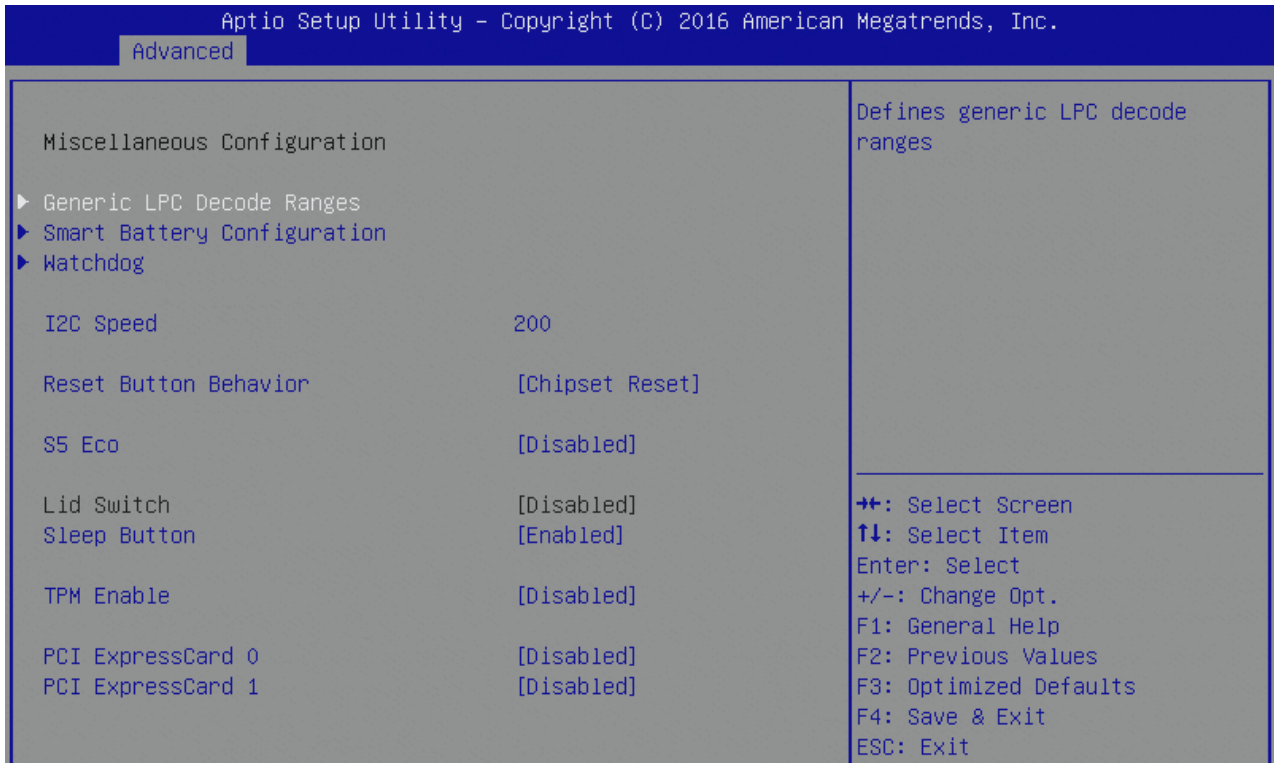 Aptio Setup Utility – Copyright (C) 2016 American Megatrends, Inc.
Advanced
Miscellaneous Configuration
▶ Generic LPC Decode Ranges
▶ Smart Battery Configuration
▶ Watchdog
I2C Speed 200
Reset Button Behavior [Chipset Reset]
S5 Eco [Disabled]
Lid Switch [Disabled]
Sleep Button [Enabled]
TPM Enable [Disabled]
PCI ExpressCard 0 [Disabled]
PCI ExpressCard 1 [Disabled]
Defines generic LPC decode
ranges
→←: Select Screen
↑↓: Select Item
Enter: Select
+/-: Change Opt.
F1: General Help
F2: Previous Values
F3: Optimized Defaults
F4: Save & Exit
ESC: Exit